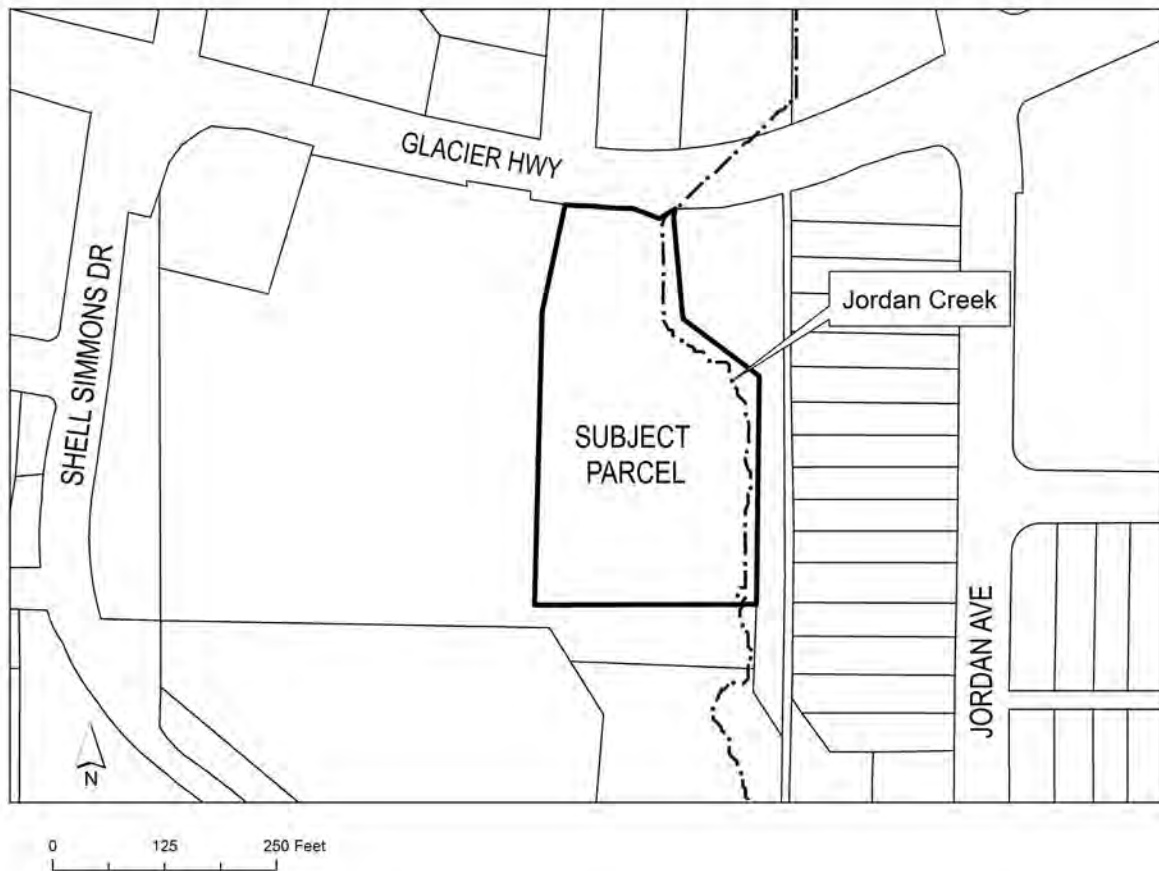 GLACIER HWY
SHELL SIMMONS DR
Jordan Creek
SUBJECT
PARCEL
JORDAN AVE
N
0 125 250 Feet